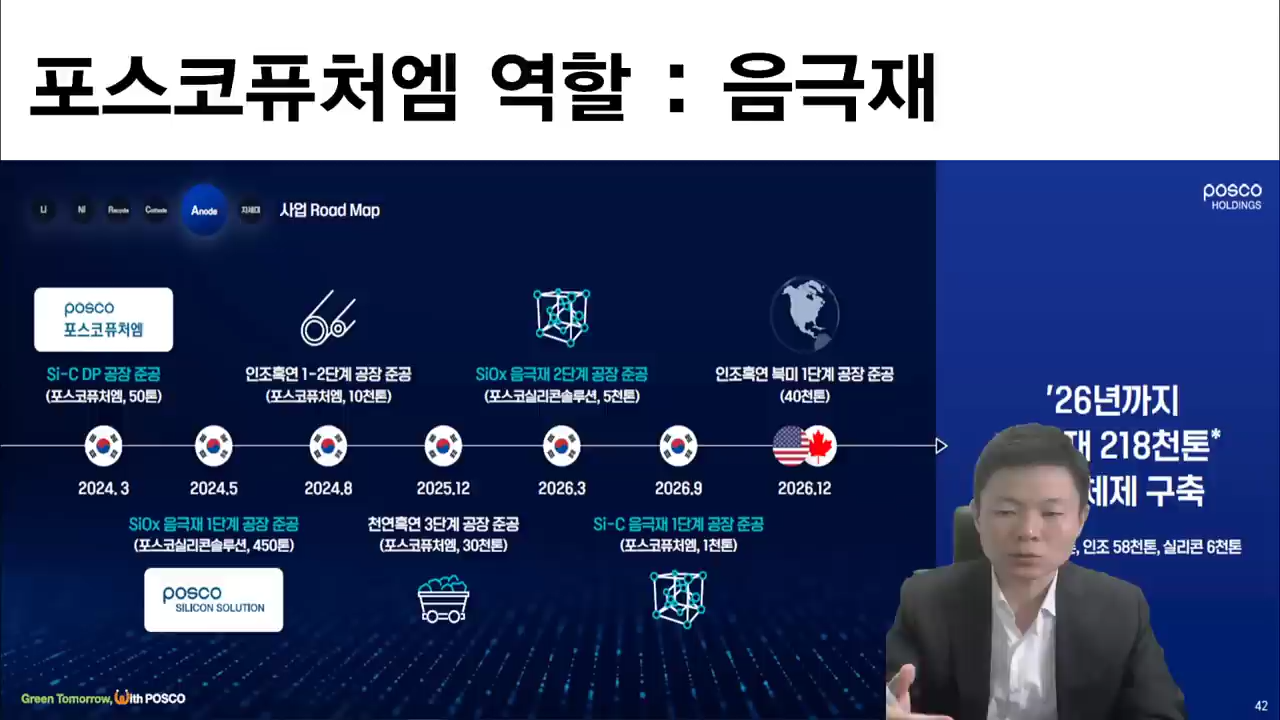 포스코퓨처엠 역할 : 음극재
Li
Ni
Recycle
Cathode
Anode
차세대
사업 Road Map
posco
HOLDINGS
posco
포스코퓨처엠
Si-C DP 공장 준공
(포스코퓨처엠, 50톤)
인조흑연 1-2단계 공장 준공
(포스코퓨처엠, 10천톤)
SiOx 음극재 2단계 공장 준공
(포스코실리콘솔루션, 5천톤)
인조흑연 북미 1단계 공장 준공
(40천톤)
2024. 3
2024.5
2024.8
2025.12
2026.3
2026.9
2026.12
SiOx 음극재 1단계 공장 준공
(포스코실리콘솔루션, 450톤)
천연흑연 3단계 공장 준공
(포스코퓨처엠, 30천톤)
Si-C 음극재 1단계 공장 준공
(포스코퓨처엠, 1천톤)
posco
SILICON SOLUTION
'26년까지
재 218천톤*
체제 구축
, 인조 58천톤, 실리콘 6천톤
Green Tomorrow, With POSCO
42